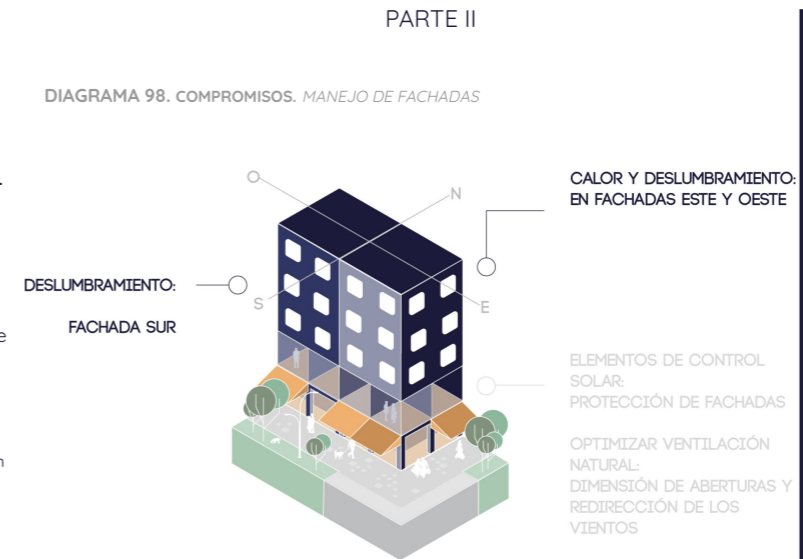 PARTE II
DIAGRAMA 98. COMPROMISOS. MANEJO DE FACHADAS
O
N
S
E
CALOR Y DESLUMBRAMIENTO:
EN FACHADAS ESTE Y OESTE
DESLUMBRAMIENTO:
FACHADA SUR
e
n
ELEMENTOS DE CONTROL
SOLAR:
PROTECCIÓN DE FACHADAS
OPTIMIZAR VENTILACIÓN
NATURAL:
DIMENSIÓN DE ABERTURAS Y
REDIRECCIÓN DE LOS
VIENTOS